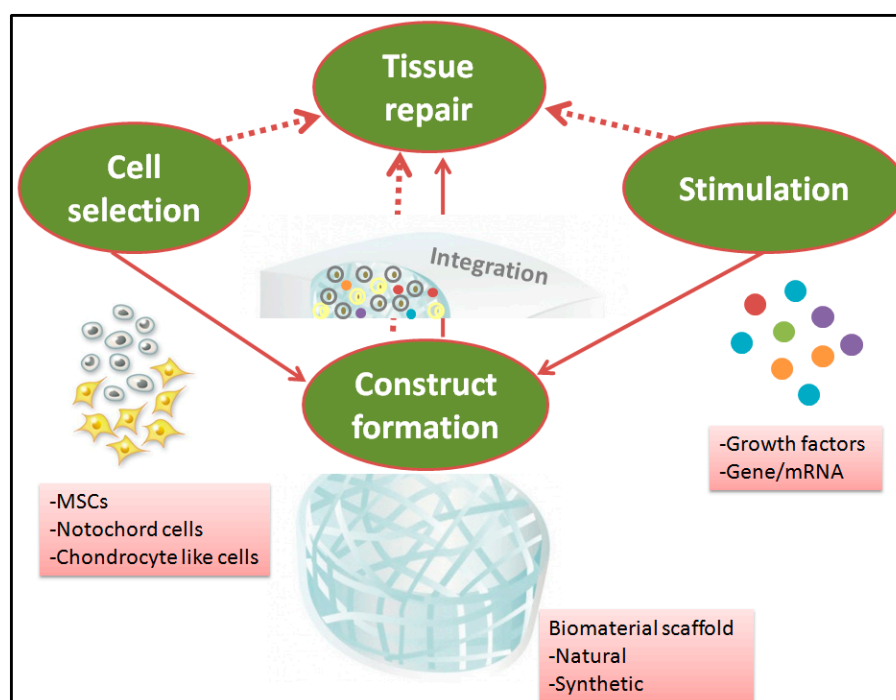 Tissue
repair
Cell
selection
Stimulation
Integration
Construct
formation
-MSCs
-Notochord cells
-Chondrocyte like cells
-Growth factors
-Gene/mRNA
Biomaterial scaffold
-Natural
-Synthetic